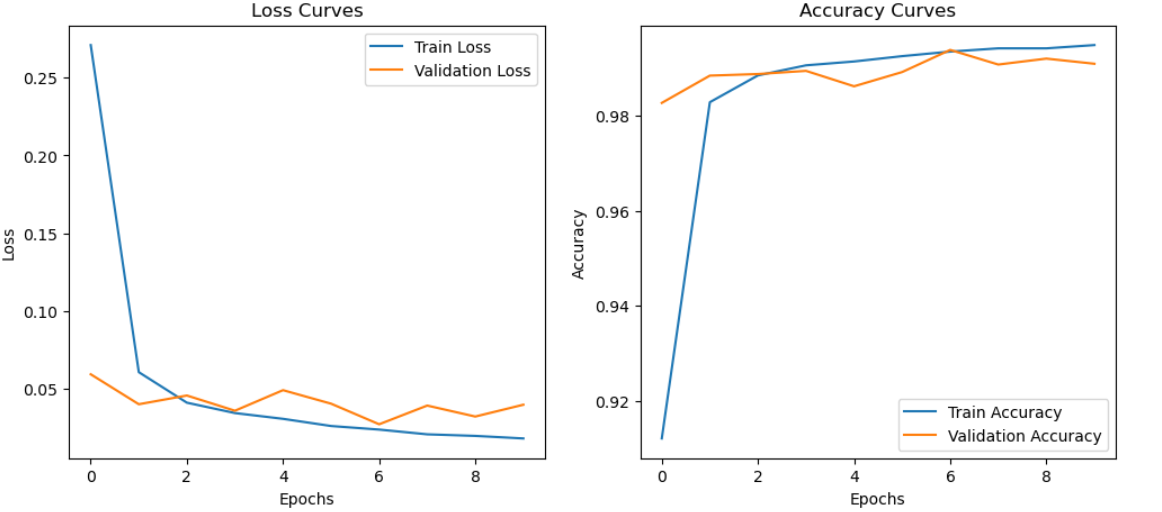 Loss Curves
Train Loss
Validation Loss
0.25
0.20
0.15
0.10
0.05
Loss
0 2 4 6 8
Epochs
Accuracy Curves
0.98
0.96
0.94
0.92
Accuracy
Train Accuracy
Validation Accuracy
0 2 4 6 8
Epochs